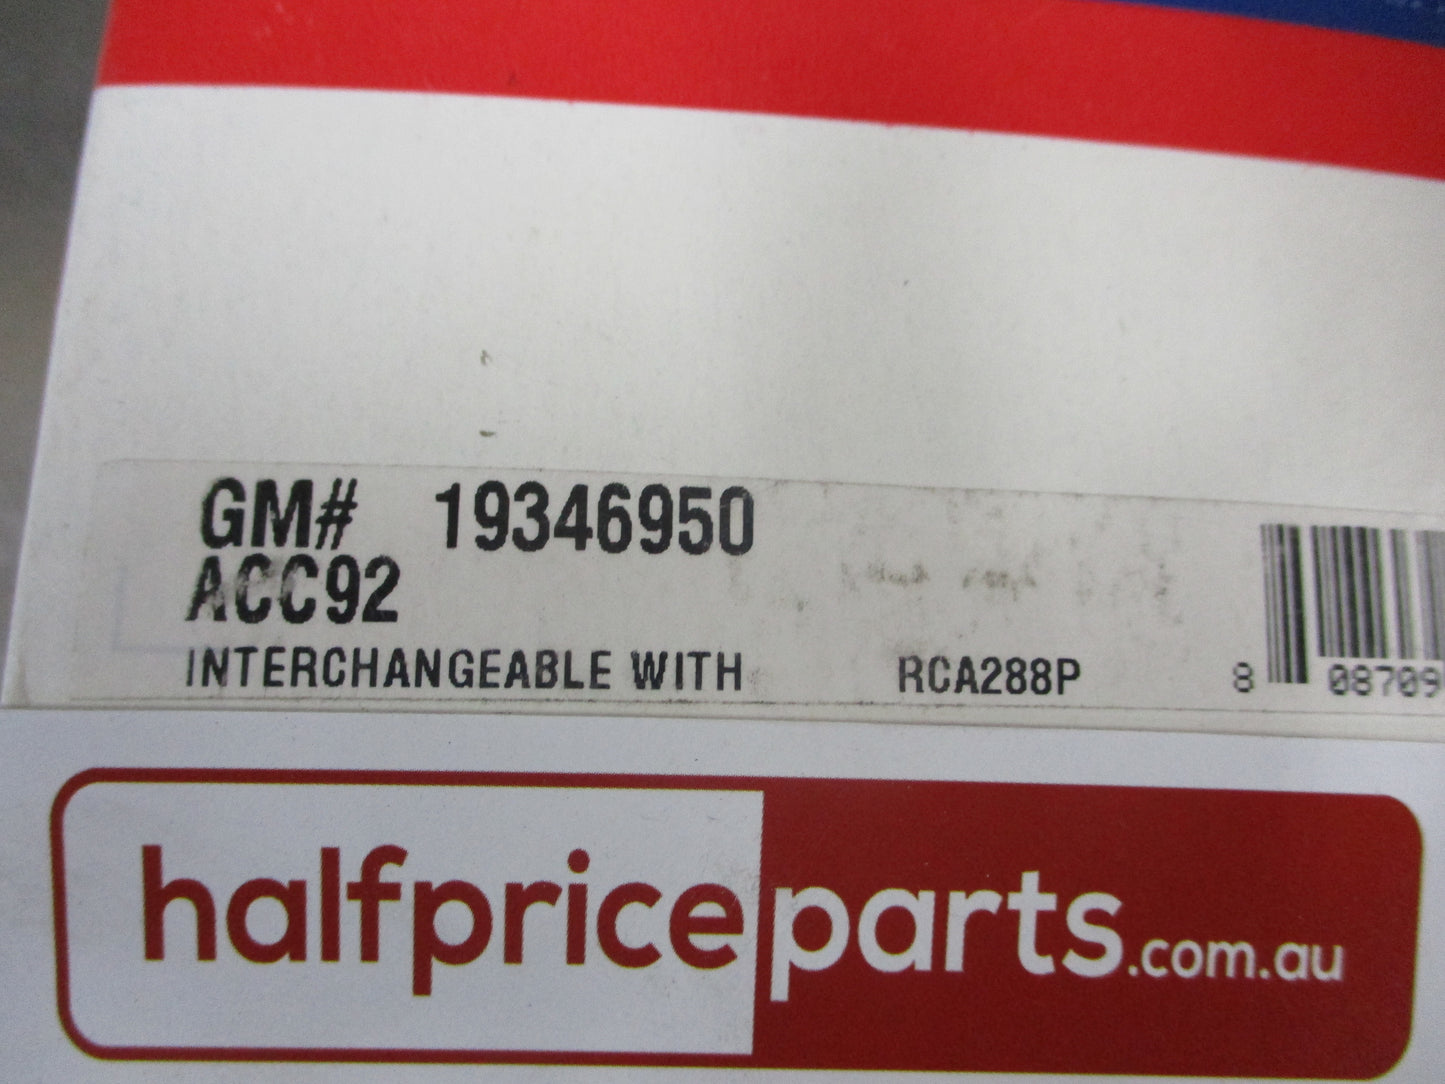 GM# 19346950
ACC92
INTERCHANGEABLE WITH RCA288P
8 08709
halfpriceparts.com.au